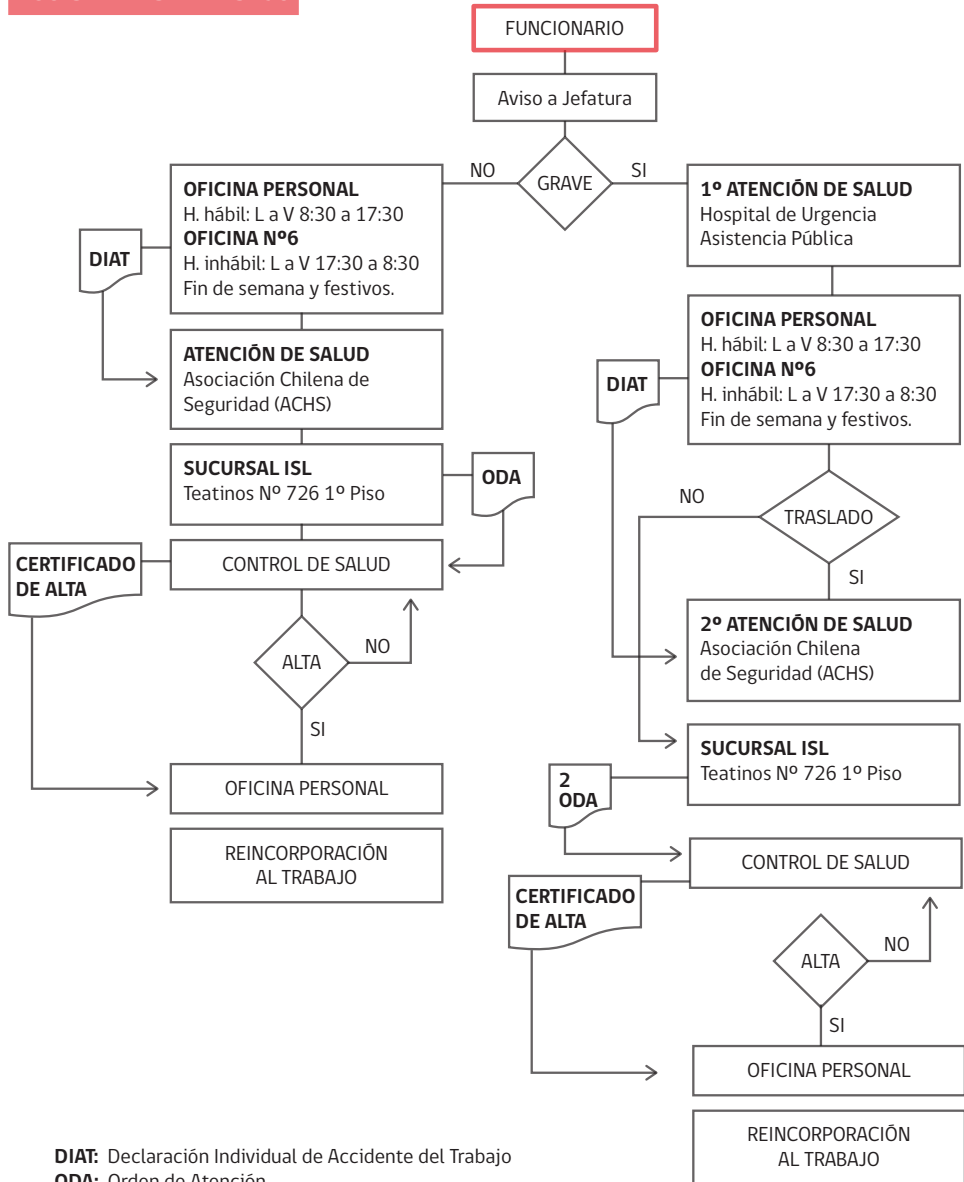 FUNCIONARIO
Aviso a Jefatura
GRAVE
NO
SI
OFICINA PERSONAL
H. hábil: L a V 8:30 a 17:30
OFICINA Nº6
H. inhábil: L a V 17:30 a 8:30
Fin de semana y festivos.
DIAT
ATENCIÓN DE SALUD
Asociación Chilena de
Seguridad (ACHS)
SUCURSAL ISL
Teatinos Nº 726 1º Piso
ODA
CONTROL DE SALUD
CERTIFICADO
DE ALTA
ALTA
NO
SI
OFICINA PERSONAL
REINCORPORACIÓN
AL TRABAJO
1º ATENCIÓN DE SALUD
Hospital de Urgencia
Asistencia Pública
OFICINA PERSONAL
H. hábil: L a V 8:30 a 17:30
OFICINA Nº6
H. inhábil: L a V 17:30 a 8:30
Fin de semana y festivos.
DIAT
NO
TRASLADO
SI
2º ATENCIÓN DE SALUD
Asociación Chilena
de Seguridad (ACHS)
SUCURSAL ISL
Teatinos Nº 726 1º Piso
2
ODA
CONTROL DE SALUD
CERTIFICADO
DE ALTA
ALTA
NO
SI
OFICINA PERSONAL
REINCORPORACIÓN
AL TRABAJO
DIAT: Declaración Individual de Accidente del Trabajo
ODA: Orden de Atención